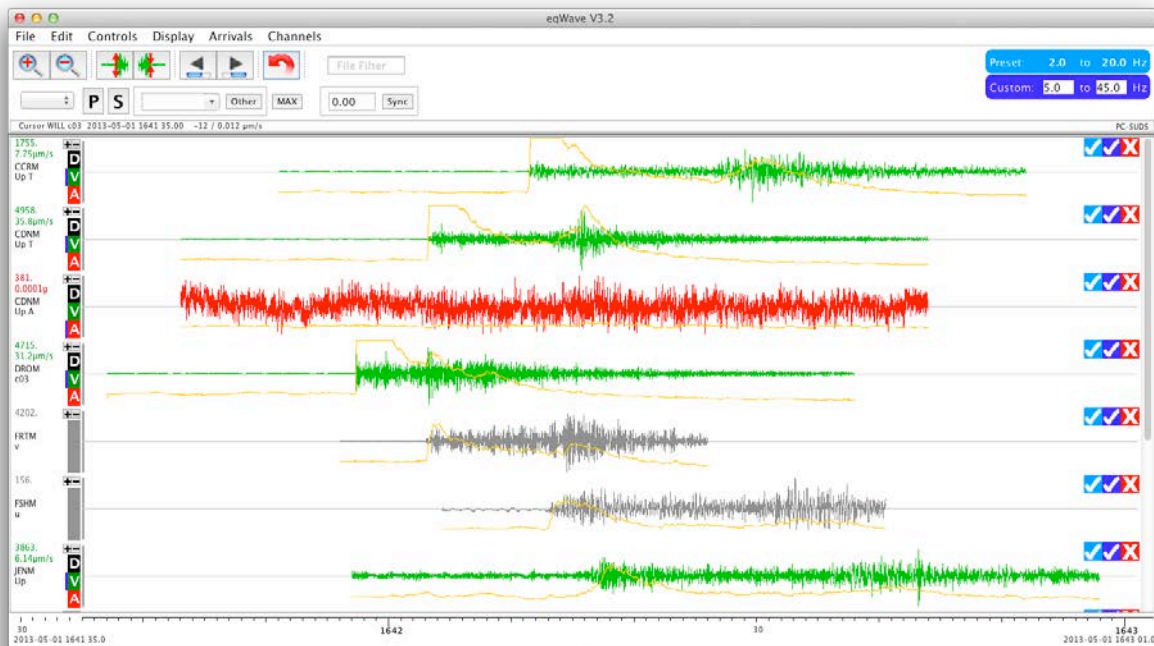 eqWave V3.2
File Edit Controls Display Arrivals Channels
File Filter
Preset: 2.0 to 20.0 Hz
Custom: 5.0 to 45.0 Hz
P S Other MAX 0.00 Sync
Cursor WILL c03 2013-05-01 1641 35.00 -12 / 0.012 µm/s PC-SUDS
1755.
7.75µm/s
CCRM
Up T
D
V
A
4958.
35.8µm/s
CDNM
Up T
D
V
A
381.
0.0001g
CDNM
Up A
D
V
A
4715.
31.2µm/s
DROM
c03
D
V
A
4202.
FRTM
v
156.
FSHM
u
3863.
6.14µm/s
JENM
Up
D
V
A
30 1642 30 1643
2013-05-01 1641 35.0 2013-05-01 1643 01.0